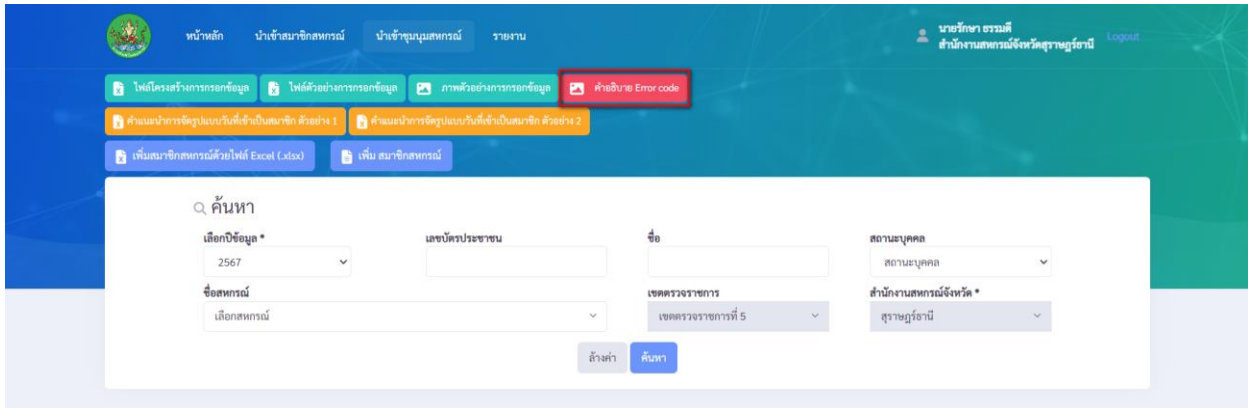 หน้าหลัก นำเข้าสมาชิกสหกรณ์ นำเข้าชุมนุมสหกรณ์ รายงาน
นายรักษา ธรรมดี
สำนักงานสหกรณ์จังหวัดสุราษฎร์ธานี
Logout
ไฟล์โครงสร้างการกรอกข้อมูล ไฟล์ตัวอย่างการกรอกข้อมูล ภาพตัวอย่างการกรอกข้อมูล คำอธิบาย Error code
คำแนะนำการจัดรูปแบบวันที่เข้าเป็นสมาชิก ตัวอย่าง 1 คำแนะนำการจัดรูปแบบวันที่เข้าเป็นสมาชิก ตัวอย่าง 2
เพิ่มสมาชิกสหกรณ์ด้วยไฟล์ Excel (.xlsx) เพิ่ม สมาชิกสหกรณ์
ค้นหา
เลือกปีข้อมูล * เลขบัตรประชาชน ชื่อ สถานะบุคคล
2567 สถานะบุคคล
ชื่อสหกรณ์ เขตตรวจราชการ สำนักงานสหกรณ์จังหวัด *
เลือกสหกรณ์ เขตตรวจราชการที่ 5 สุราษฎร์ธานี
ล้างค่า ค้นหา